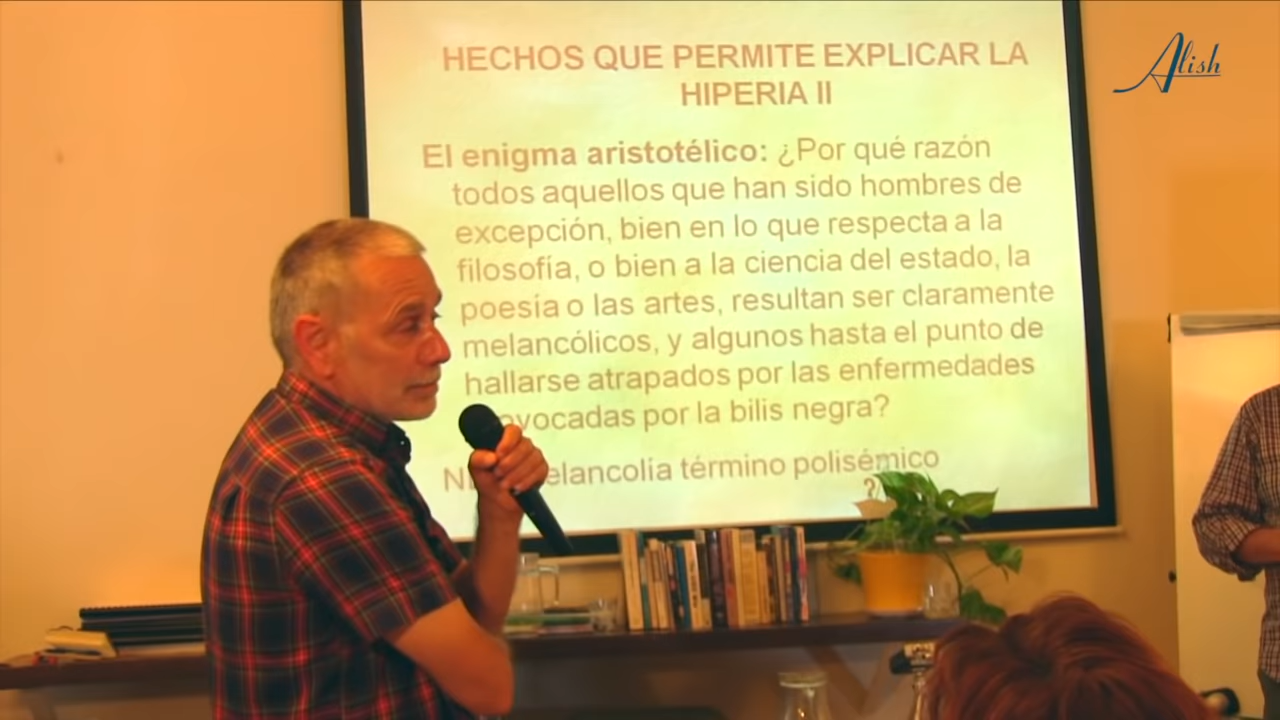 Alish
HECHOS QUE PERMITE EXPLICAR LA
HIPERIA II
El enigma aristotélico: ¿Por qué razón
todos aquellos que han sido hombres de
excepción, bien en lo que respecta a la
filosofía, o bien a la ciencia del estado, la
poesía o las artes, resultan ser claramente
melancólicos, y algunos hasta el punto de
hallarse atrapados por las enfermedades
ovocadas por la bilis negra?
elancolía término polisémico